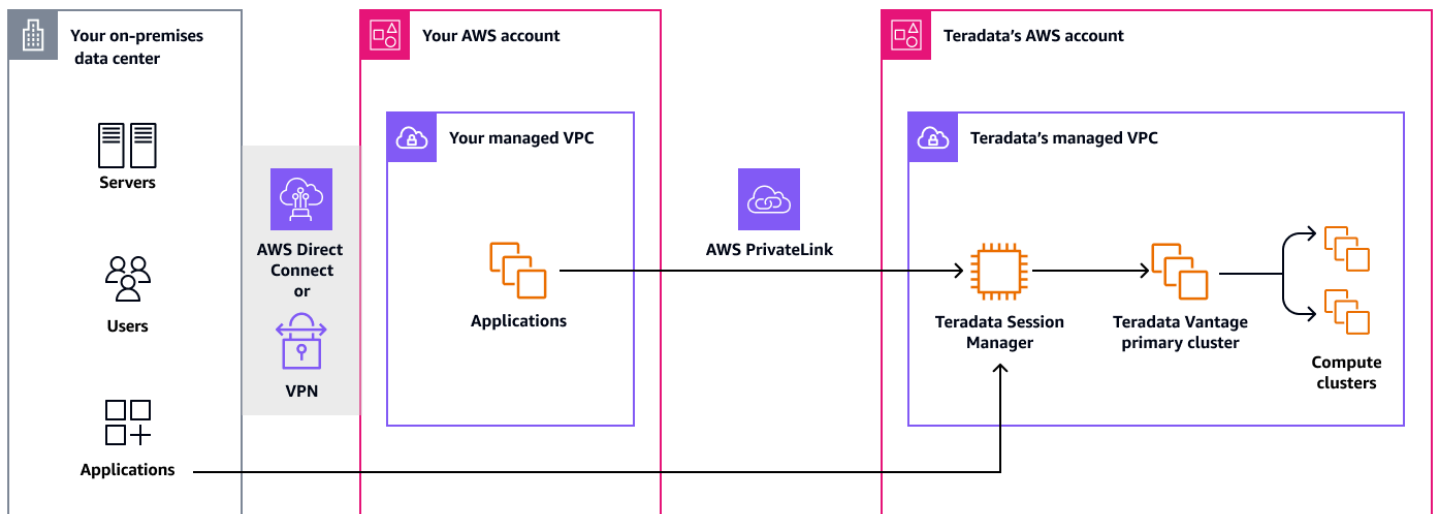 Your on-premises
data center
Servers
Users
Applications
AWS Direct
Connect
or
VPN
Your AWS account
Your managed VPC
Applications
AWS PrivateLink
Teradata’s AWS account
Teradata’s managed VPC
Teradata Session
Manager
Teradata Vantage
primary cluster
Compute
clusters